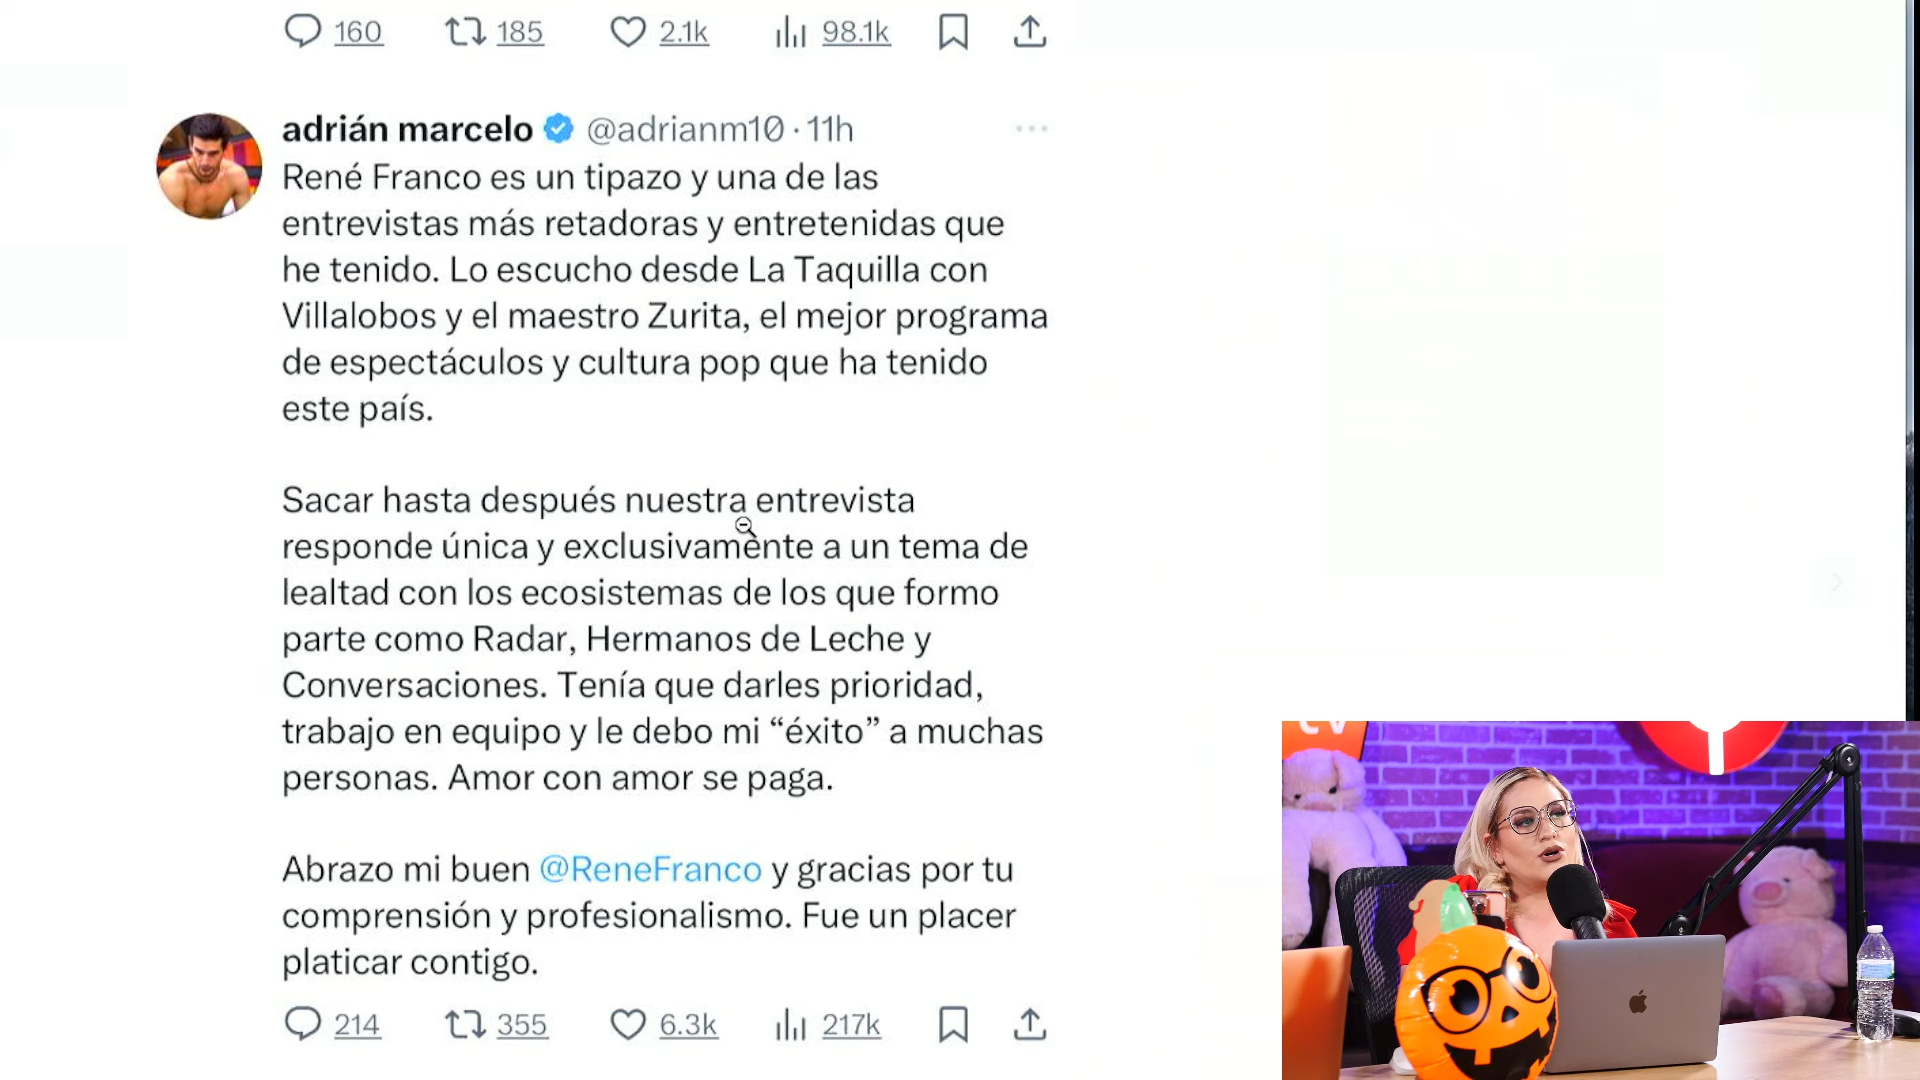 160 185 2.1k 98.1k
adrián marcelo @adrianm10 · 11h
René Franco es un tipazo y una de las
entrevistas más retadoras y entretenidas que
he tenido. Lo escucho desde La Taquilla con
Villalobos y el maestro Zurita, el mejor programa
de espectáculos y cultura pop que ha tenido
este país.
Sacar hasta después nuestra entrevista
responde única y exclusivamente a un tema de
lealtad con los ecosistemas de los que formo
parte como Radar, Hermanos de Leche y
Conversaciones. Tenía que darles prioridad,
trabajo en equipo y le debo mi “éxito” a muchas
personas. Amor con amor se paga.
Abrazo mi buen @ReneFranco y gracias por tu
comprensión y profesionalismo. Fue un placer
platicar contigo.
214 355 6.3k 217k